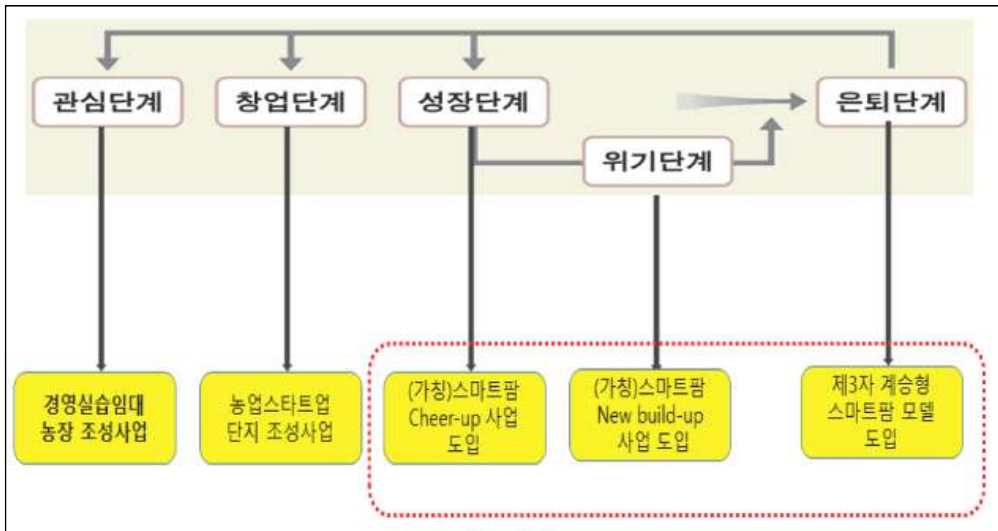 관심단계
창업단계
성장단계
은퇴단계
위기단계
경영실습임대
농장 조성사업
농업스타트업
단지 조성사업
(가칭)스마트팜
Cheer-up 사업
도입
(가칭)스마트팜
New build-up
사업 도입
제3자 계승형
스마트팜 모델
도입